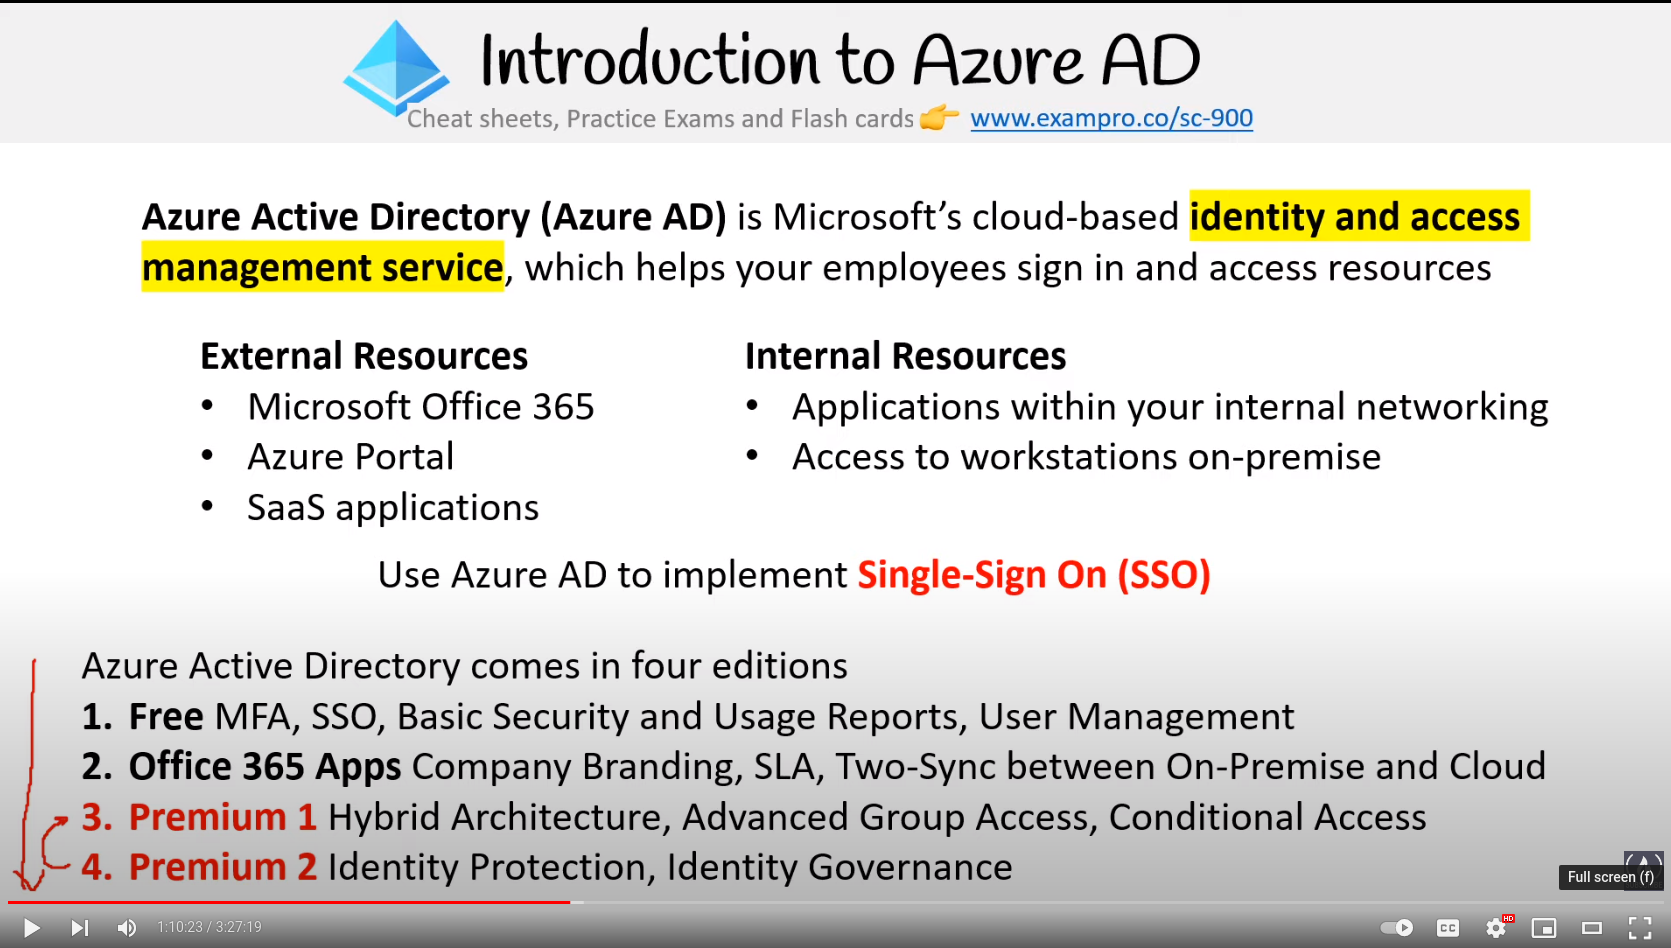 Introduction to Azure AD
Cheat sheets, Practice Exams and Flash cards 👉 www.exampro.co/sc-900
Azure Active Directory (Azure AD) is Microsoft’s cloud-based identity and access
management service, which helps your employees sign in and access resources
External Resources
• Microsoft Office 365
• Azure Portal
• SaaS applications
Internal Resources
• Applications within your internal networking
• Access to workstations on-premise
Use Azure AD to implement Single-Sign On (SSO)
Azure Active Directory comes in four editions
1. Free MFA, SSO, Basic Security and Usage Reports, User Management
2. Office 365 Apps Company Branding, SLA, Two-Sync between On-Premise and Cloud
3. Premium 1 Hybrid Architecture, Advanced Group Access, Conditional Access
4. Premium 2 Identity Protection, Identity Governance
Full screen (f)
1:10:23 / 3:27:19
CC
HD